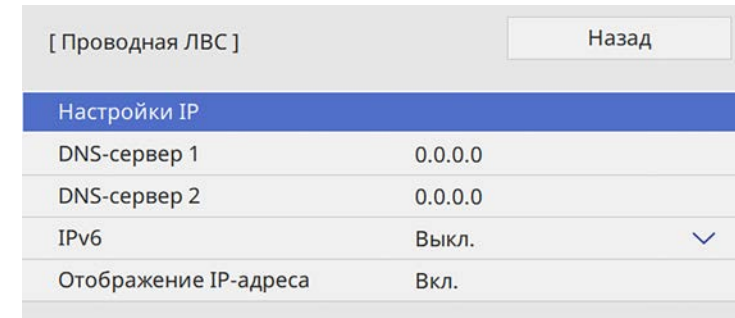 [ Проводная ЛВС ]
Назад
Настройки IP
DNS-сервер 1 0.0.0.0
DNS-сервер 2 0.0.0.0
IPv6 Выкл.
Отображение IP-адреса Вкл.